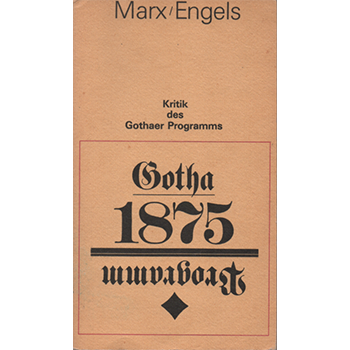 Marx/Engels
Kritik
des
Gothaer Programms
Gotha
1875
Programm